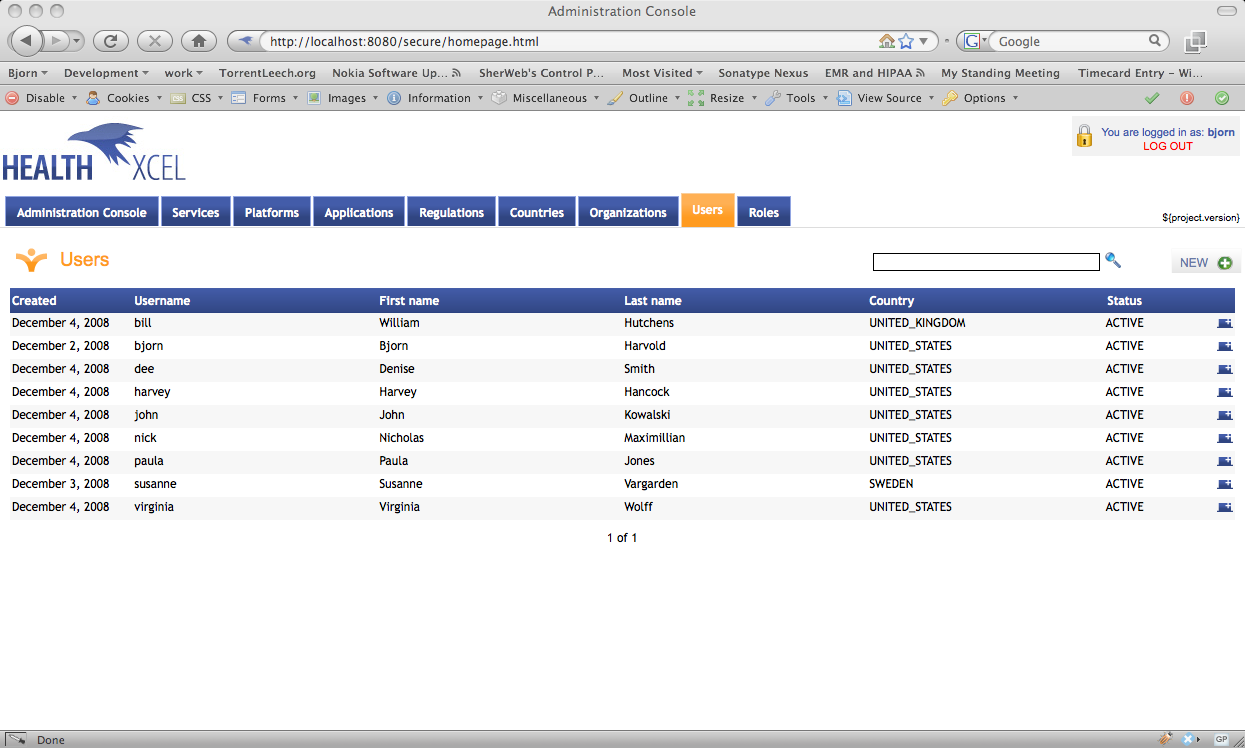 Administration Console
http://localhost:8080/secure/homepage.html
G Google
Bjorn Development work TorrentLeech.org Nokia Software Up... SherWeb's Control P... Most Visited Sonatype Nexus EMR and HIPAA My Standing Meeting Timecard Entry – Wi...
Disable Cookies CSS CSS Forms Images Information Miscellaneous Outline Resize Tools View Source Options
HEALTH XCEL
You are logged in as: bjorn
LOG OUT
Administration Console Services Platforms Applications Regulations Countries Organizations Users Roles
${project.version}
Users
NEW
Created Username First name Last name Country Status
December 4, 2008 bill William Hutchens UNITED_KINGDOM ACTIVE
December 2, 2008 bjorn Bjorn Harvold UNITED_STATES ACTIVE
December 4, 2008 dee Denise Smith UNITED_STATES ACTIVE
December 4, 2008 harvey Harvey Hancock UNITED_STATES ACTIVE
December 4, 2008 john John Kowalski UNITED_STATES ACTIVE
December 4, 2008 nick Nicholas Maximillian UNITED_STATES ACTIVE
December 4, 2008 paula Paula Jones UNITED_STATES ACTIVE
December 3, 2008 susanne Susanne Vargarden SWEDEN ACTIVE
December 4, 2008 virginia Virginia Wolff UNITED_STATES ACTIVE
1 of 1
Done
GP